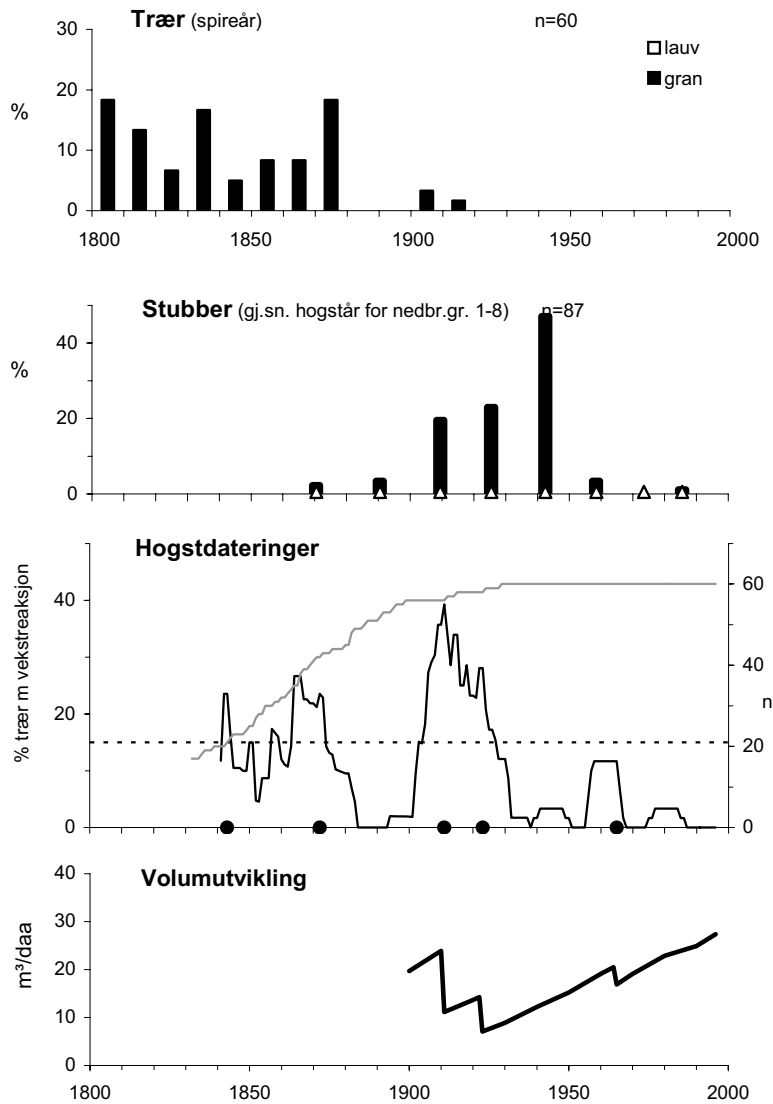 Trær (spireår) n=60
30
lauv
gran
20
%
10
0
1800 1850 1900 1950 2000
Stubber (gj.sn. hogstår for nedbr.gr. 1-8) n=87
40
%
20
0
Hogstdateringer
% trær m vekstreaksjon
40
20
0
60
40
n
20
0
Volumutvikling
m³/daa
40
30
20
10
0
1800 1850 1900 1950 2000